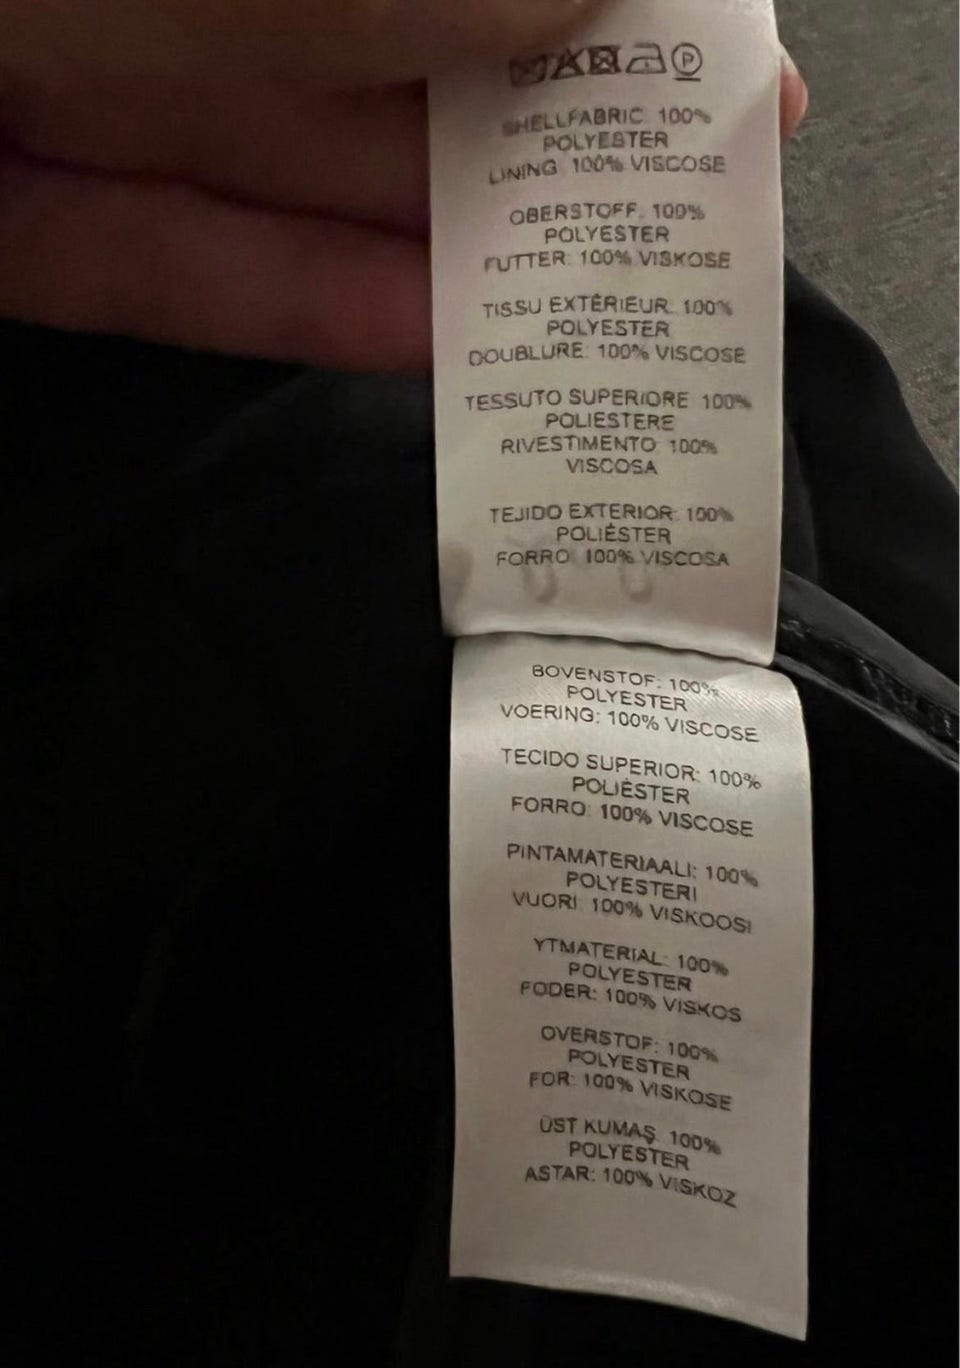 P
SHELLFABRIC 100%
POLYESTER
LINING 100% VISCOSE
OBERSTOFF: 100%
POLYESTER
FUTTER: 100% VISKOSE
TISSU EXTÉRIEUR: 100%
POLYESTER
DOUBLURE: 100% VISCOSE
TESSUTO SUPERIORE 100%
POLIESTERE
RIVESTIMENTO 100%
VISCOSA
TEJIDO EXTERIOR: 100%
POLIÉSTER
FORRO 100% VISCOSA
BOVENSTOF: 100%
POLYESTER
VOERING: 100% VISCOSE
TECIDO SUPERIOR: 100%
POLIÉSTER
FORRO: 100% VISCOSE
PINTAMATERIAALI: 100%
POLYESTERI
VUORI 100% VISKOOSI
YTMATERIAL: 100%
POLYESTER
FODER: 100% VISKOS
OVERSTOF: 100%
POLYESTER
FOR: 100% VISKOSE
ÜST KUMAŞ 100%
POLYESTER
ASTAR: 100% VISKOZ